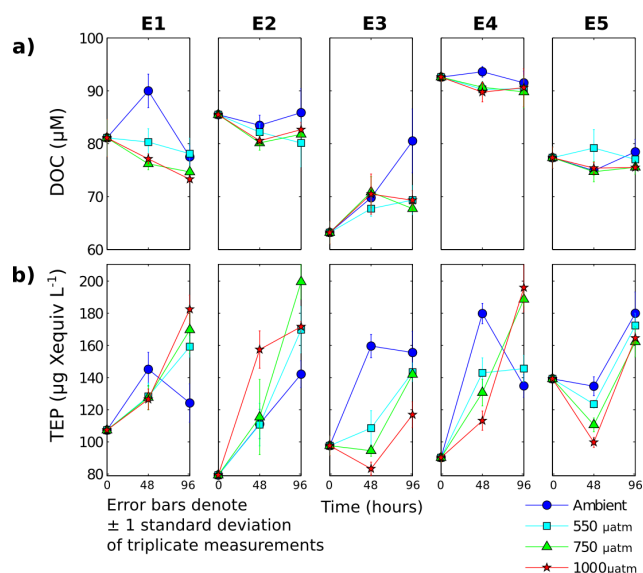 E1 E2 E3 E4 E5
a)
100
90
80
70
60
DOC (µM)
b)
200
180
160
140
120
100
80
TEP (µg Xequiv L⁻¹)
0 48 96 0 48 96 0 48 96 0 48 96 0 48 96
Time (hours)
Error bars denote
± 1 standard deviation
of triplicate measurements
Ambient
550 µatm
750 µatm
1000µatm